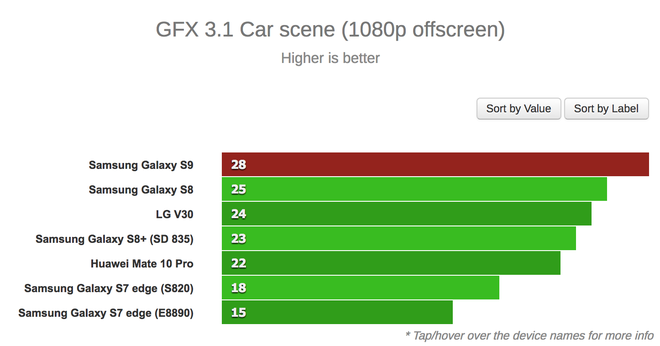 GFX 3.1 Car scene (1080p offscreen)
Higher is better
Sort by Value Sort by Label
Samsung Galaxy S9 28
Samsung Galaxy S8 25
LG V30 24
Samsung Galaxy S8+ (SD 835) 23
Huawei Mate 10 Pro 22
Samsung Galaxy S7 edge (S820) 18
Samsung Galaxy S7 edge (E8890) 15
* Tap/hover over the device names for more info